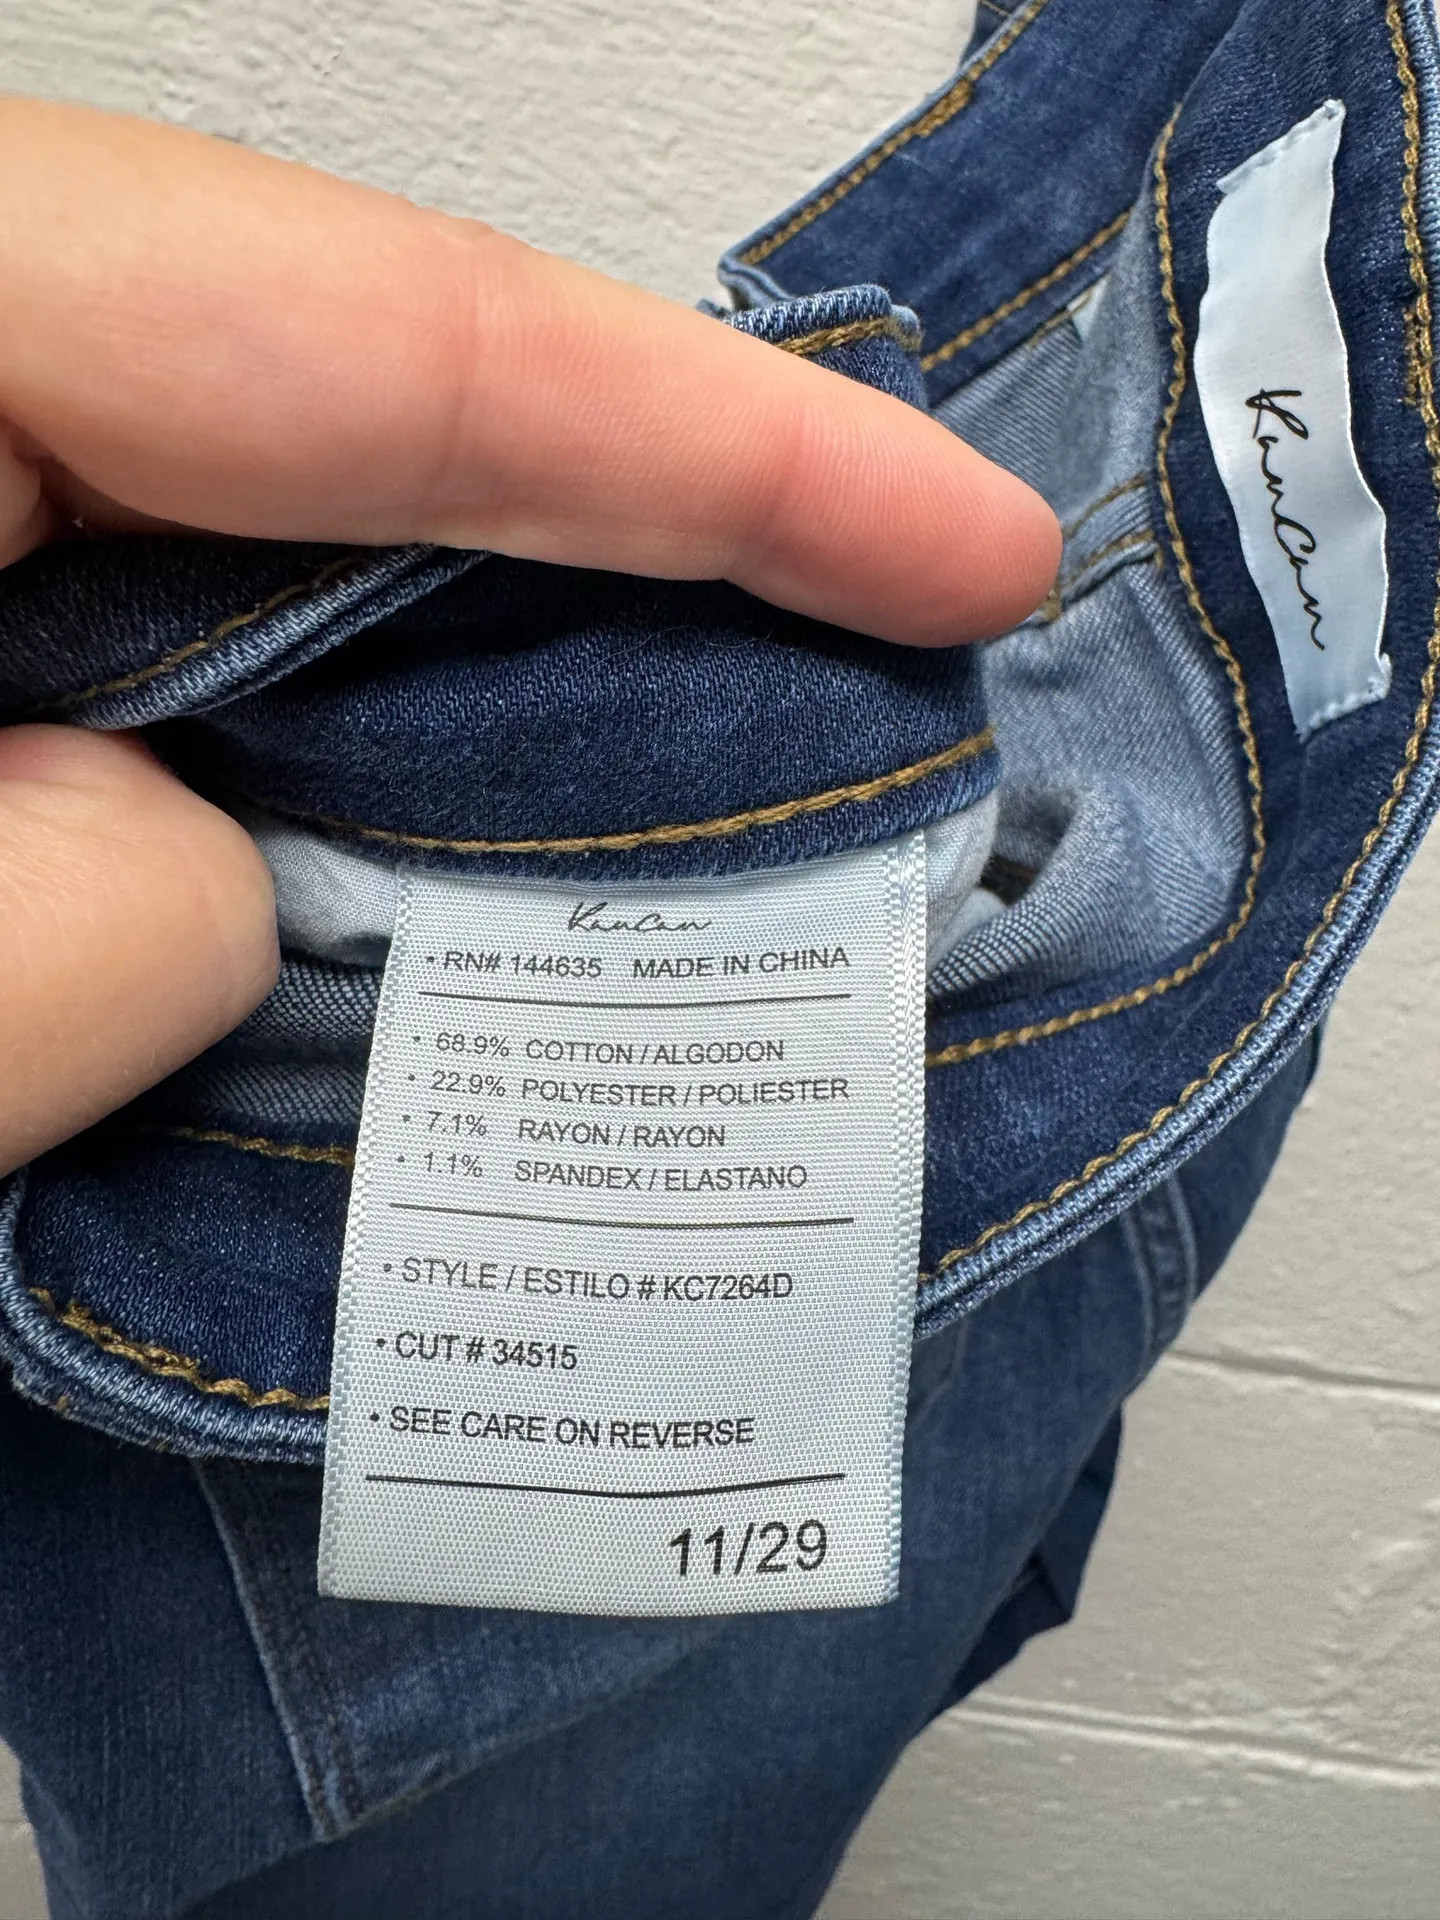 KanCan
KanCan
• RN# 144635 MADE IN CHINA
• 68.9% COTTON / ALGODON
• 22.9% POLYESTER / POLIESTER
• 7.1% RAYON / RAYON
• 1.1% SPANDEX / ELASTANO
• STYLE / ESTILO # KC7264D
• CUT # 34515
• SEE CARE ON REVERSE
11/29